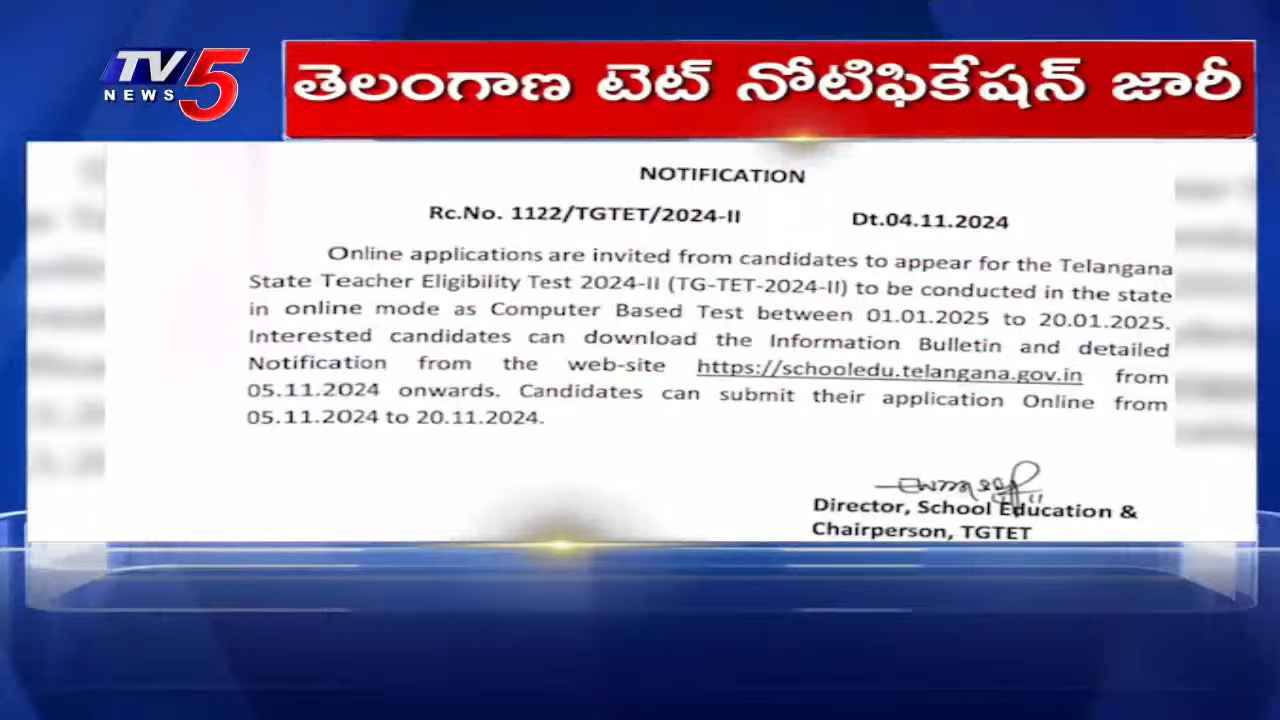 TV5
NEWS
తెలంగాణ టెట్ నోటిఫికేషన్ జారీ
NOTIFICATION
Rc.No. 1122/TGTET/2024-II Dt.04.11.2024
Online applications are invited from candidates to appear for the Telangana
State Teacher Eligibility Test 2024-II (TG-TET-2024-II) to be conducted in the state
in online mode as Computer Based Test between 01.01.2025 to 20.01.2025.
Interested candidates can download the Information Bulletin and detailed
Notification from the web-site https://schooledu.telangana.gov.in from
05.11.2024 onwards. Candidates can submit their application Online from
05.11.2024 to 20.11.2024.
Director, School Education &
Chairperson, TGTET